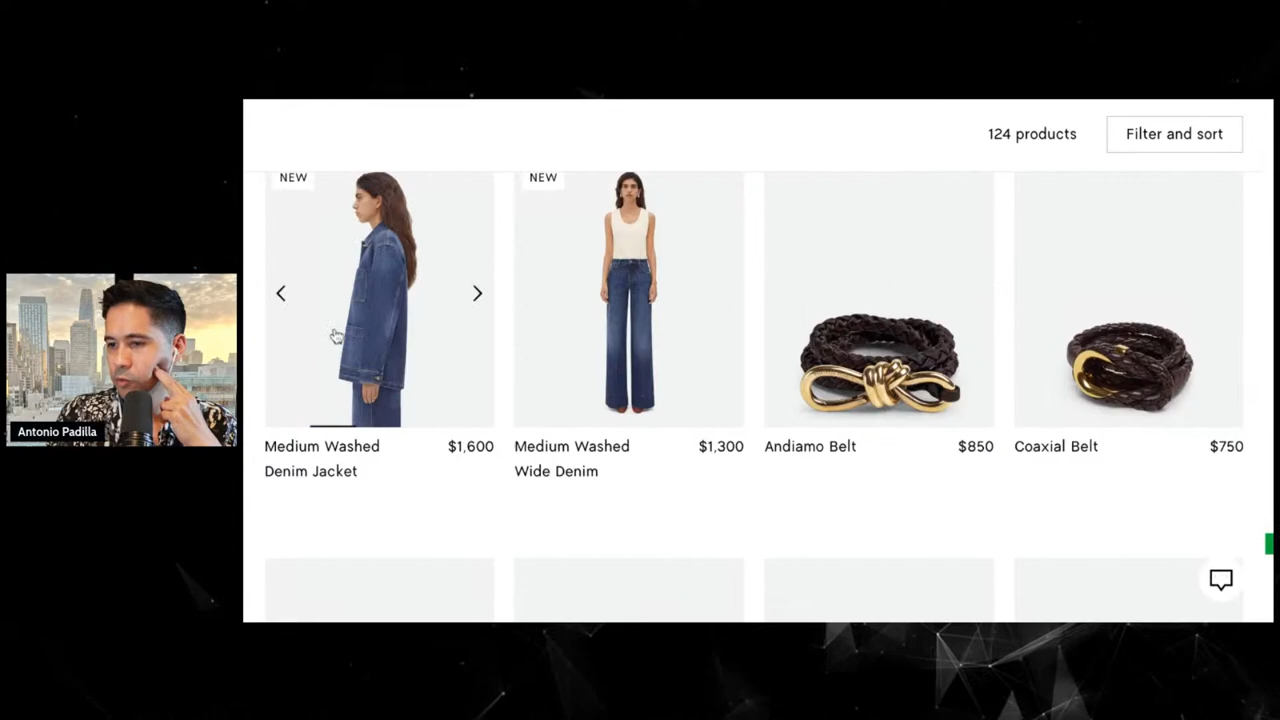 124 products
Filter and sort
NEW
NEW
Medium Washed
Denim Jacket
$1,600
Medium Washed
Wide Denim
$1,300
Andiamo Belt
$850
Coaxial Belt
$750
Antonio Padilla